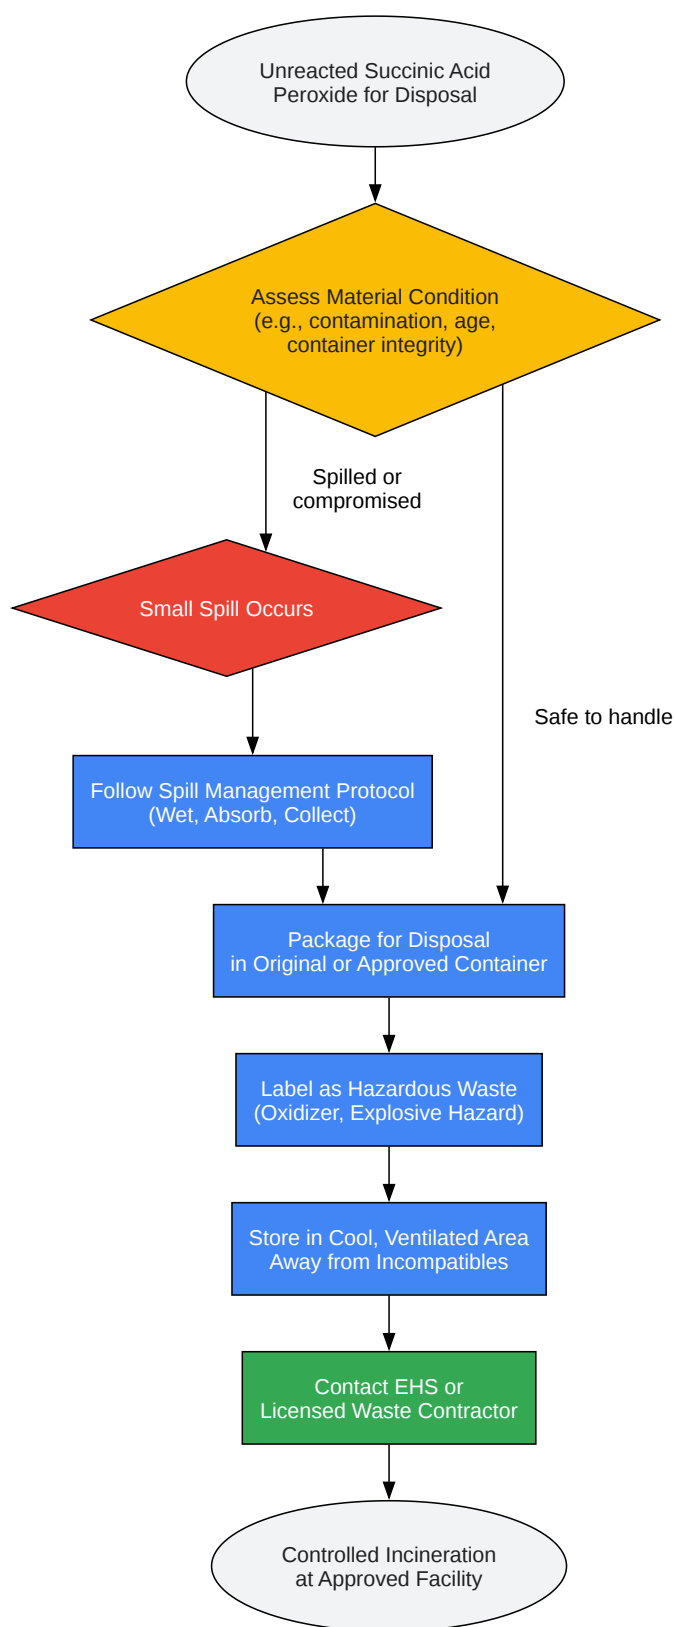 Unreacted Succinic Acid
Peroxide for Disposal
Assess Material Condition
(e.g., contamination, age,
container integrity)
Spilled or
compromised
Small Spill Occurs
Safe to handle
Follow Spill Management Protocol
(Wet, Absorb, Collect)
Package for Disposal
in Original or Approved Container
Label as Hazardous Waste
(Oxidizer, Explosive Hazard)
Store in Cool, Ventilated Area
Away from Incompatibles
Contact EHS or
Licensed Waste Contractor
Controlled Incineration
at Approved Facility